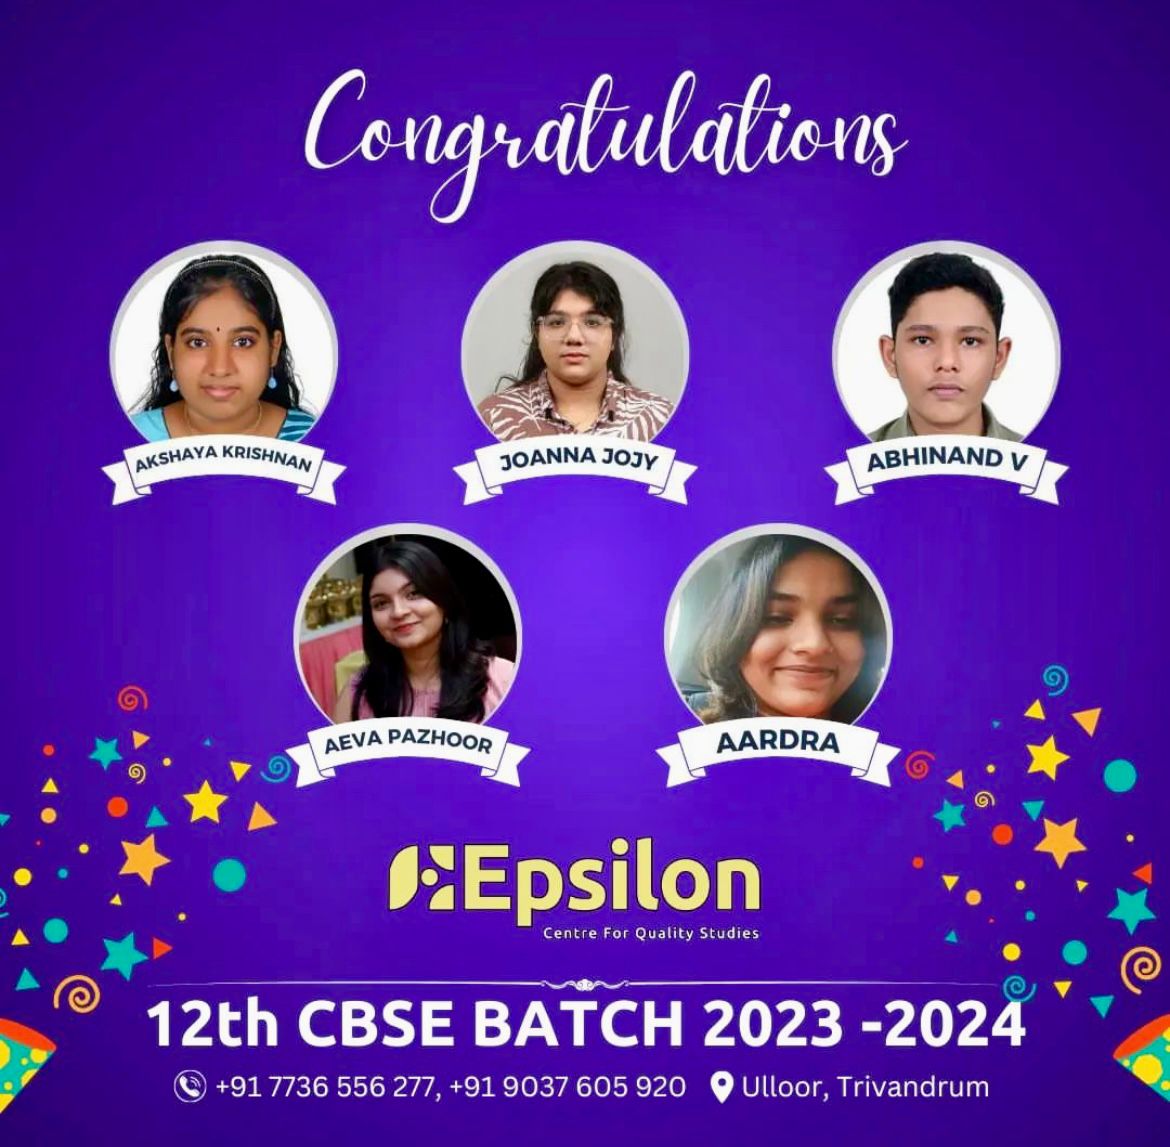 Congratulations
AKSHAYA KRISHNAN
JOANNA JOJY
ABHINAND V
AEVA PAZHOOR
AARDRA
Epsilon
Centre For Quality Studies
12th CBSE BATCH 2023 -2024
+91 7736 556 277, +91 9037 605 920 Ulloor, Trivandrum